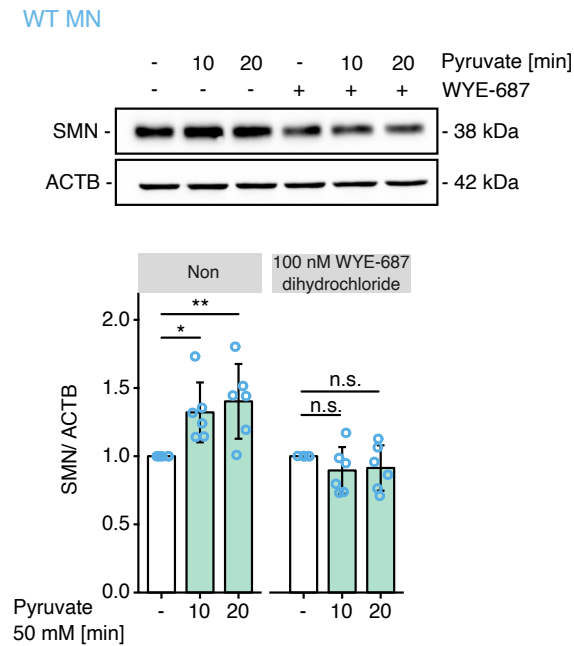 WT MN
- 10 20 - 10 20 Pyruvate [min]
- - - + + + WYE-687
SMN - - 38 kDa
ACTB - - 42 kDa
Non
100 nM WYE-687
dihydrochloride
SMN/ ACTB
2.0
1.5
1.0
0.5
0.0
**
*
n.s.
n.s.
Pyruvate
50 mM [min]
- 10 20 - 10 20